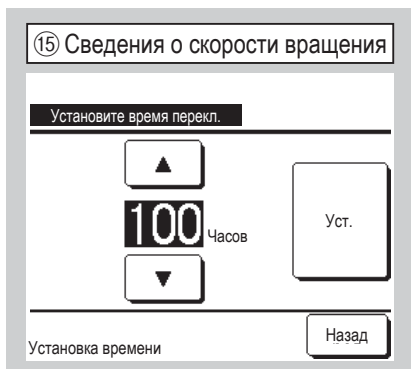 ⑮ Сведения о скорости вращения
Установите время перекл.
▲
100 Часов
Уст.
▼
Установка времени
Назад